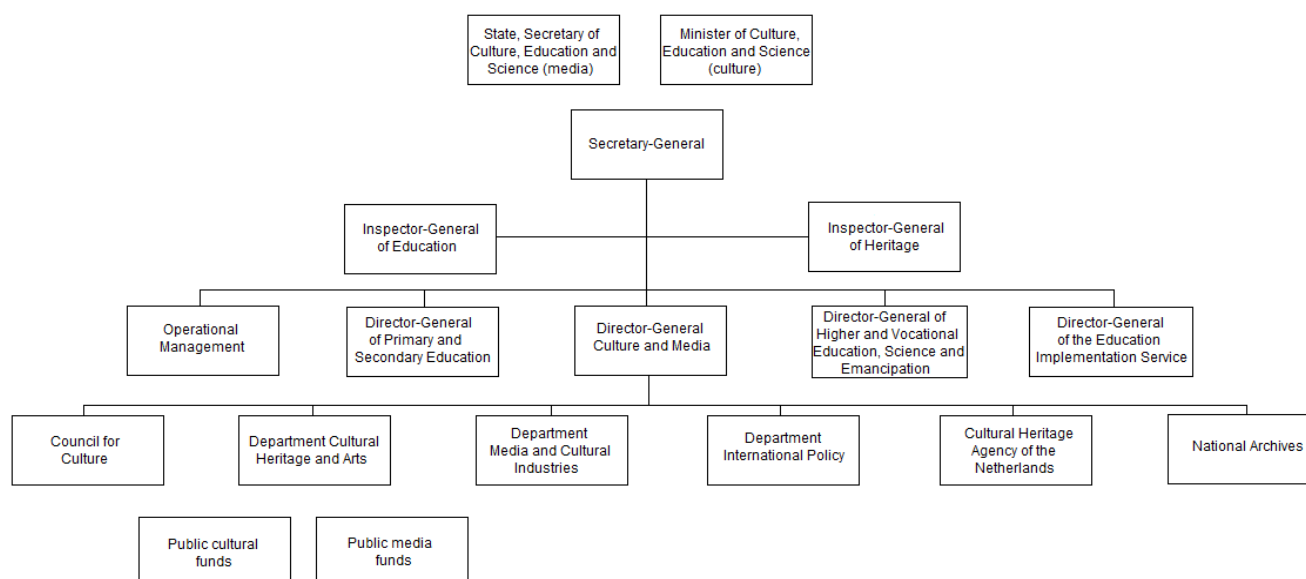 State, Secretary of
Culture, Education and
Science (media)
Minister of Culture,
Education and Science
(culture)
Secretary-General
Inspector-General
of Education
Inspector-General
of Heritage
Operational
Management
Director-General
of Primary and
Secondary Education
Director-General
Culture and Media
Director-General of
Higher and Vocational
Education, Science and
Emancipation
Director-General
of the Education
Implementation Service
Council for
Culture
Department Cultural
Heritage and Arts
Department
Media and Cultural
Industries
Department
International Policy
Cultural Heritage
Agency of the
Netherlands
National Archives
Public cultural
funds
Public media
funds